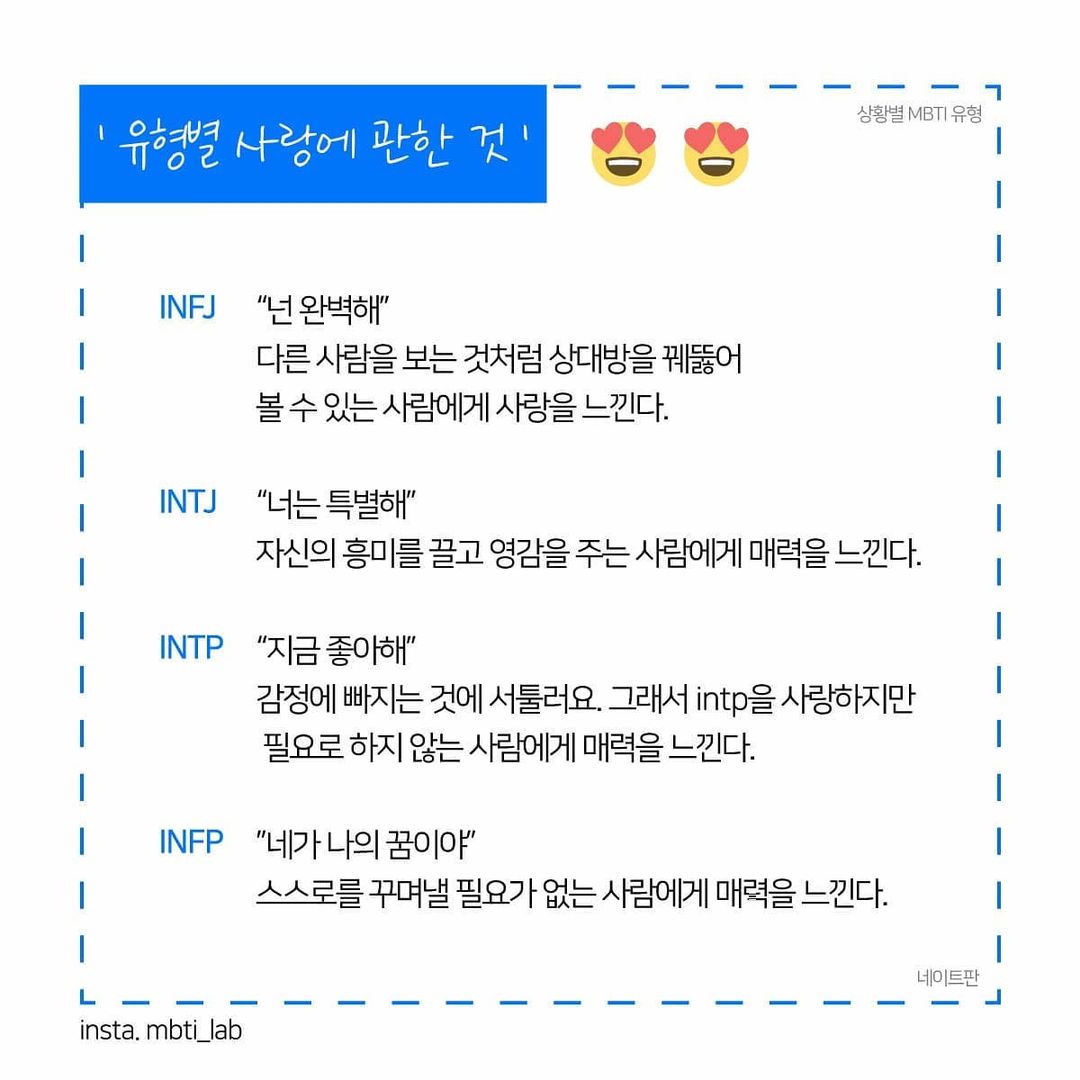 ' 유형별 사랑에 관한 것 '
상황별 MBTI 유형
INFJ “넌 완벽해”
다른 사람을 보는 것처럼 상대방을 꿰뚫어
볼 수 있는 사람에게 사랑을 느낀다.
INTJ “너는 특별해”
자신의 흥미를 끌고 영감을 주는 사람에게 매력을 느낀다.
INTP “지금 좋아해”
감정에 빠지는 것에 서툴러요. 그래서 intp을 사랑하지만
필요로 하지 않는 사람에게 매력을 느낀다.
INFP ”네가 나의 꿈이야”
스스로를 꾸며낼 필요가 없는 사람에게 매력을 느낀다.
네이트판
insta. mbti_lab